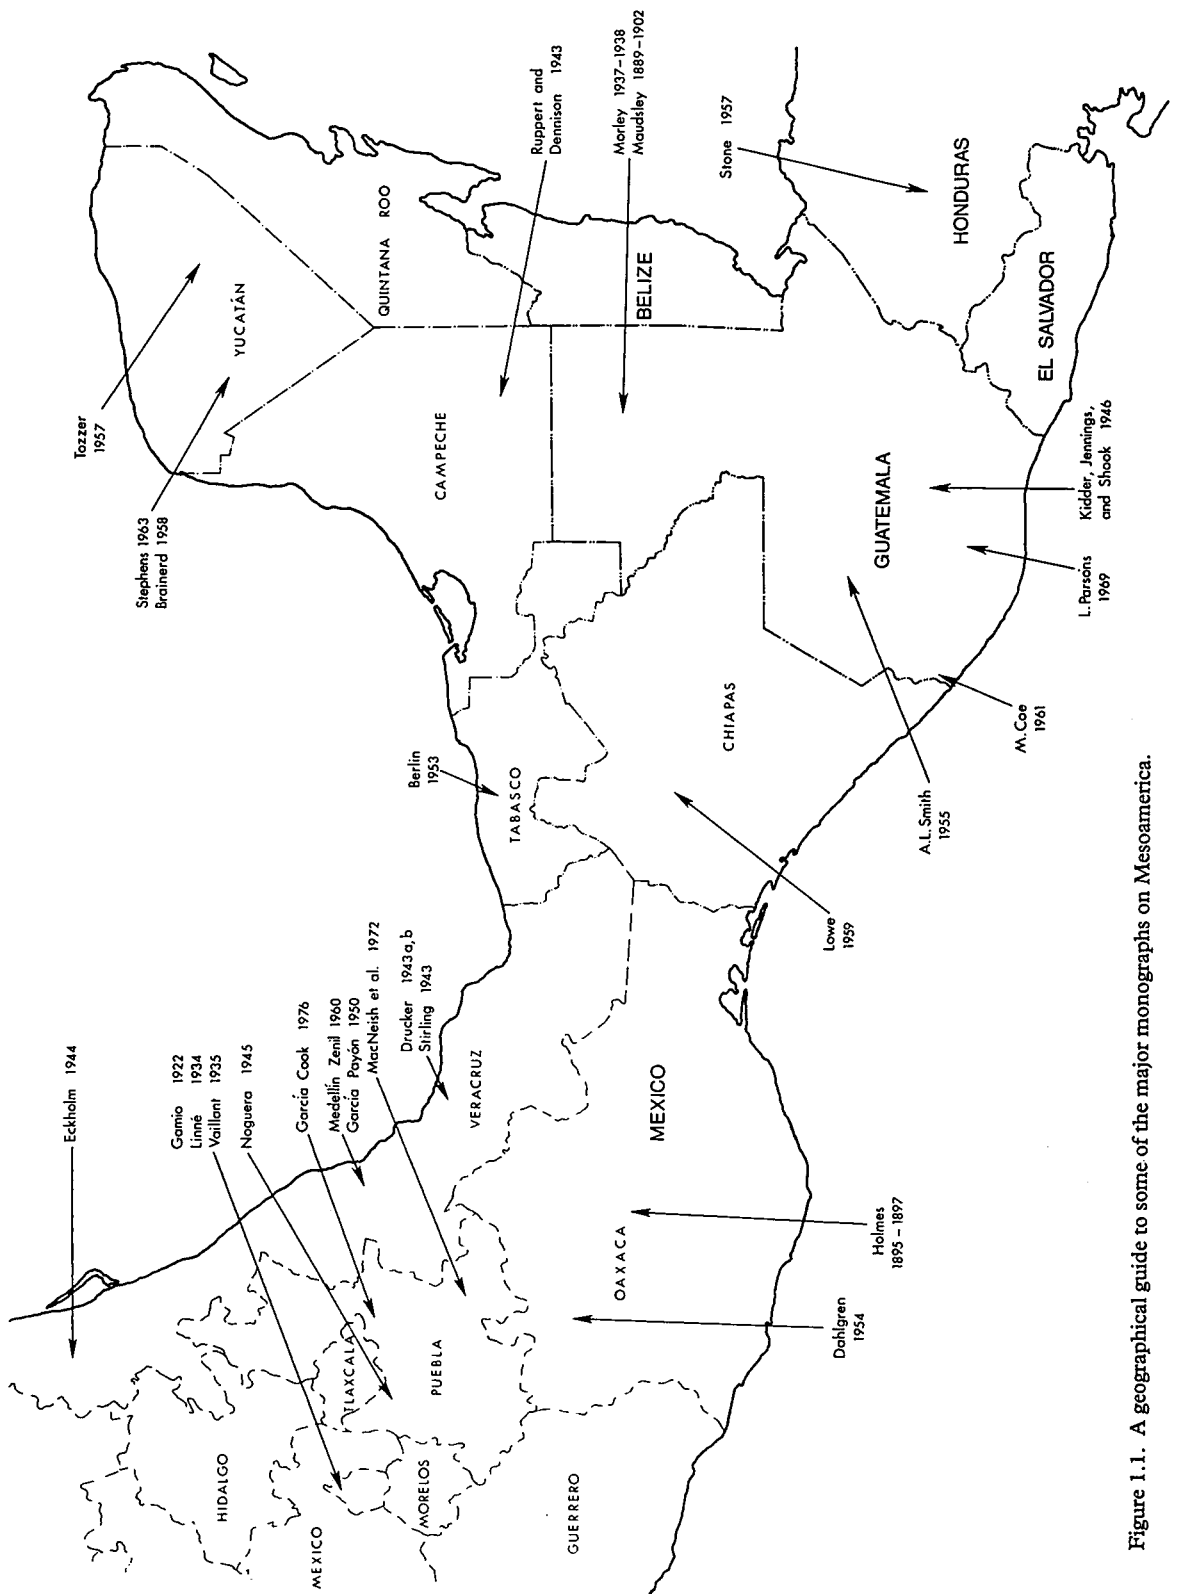 Eckholm 1944
Gamio 1922
Linné 1934
Vaillant 1935
Noguera 1945
García Cook 1976
Medellín Zenil 1960
García Payón 1950
MacNeish et al. 1972
Drucker 1943a,b
Stirling 1943
Berlin
1953
Stephens 1963
Brainerd 1958
Tozzer
1957
Ruppert and
Dennison 1943
Morley 1937–1938
Maudsley 1889–1902
Stone 1957
HIDALGO
MEXICO
TLAXCALA
MORELOS
PUEBLA
GUERRERO
VERACRUZ
OAXACA
MEXICO
TABASCO
CHIAPAS
CAMPECHE
YUCATÁN
QUINTANA ROO
BELIZE
GUATEMALA
HONDURAS
EL SALVADOR
Dahlgren
1954
Holmes
1895–1897
Lowe
1959
A.L. Smith
1955
M. Coe
1961
L. Parsons
1969
Kidder, Jennings,
and Shook 1946
Figure 1.1. A geographical guide to some of the major monographs on Mesoamerica.